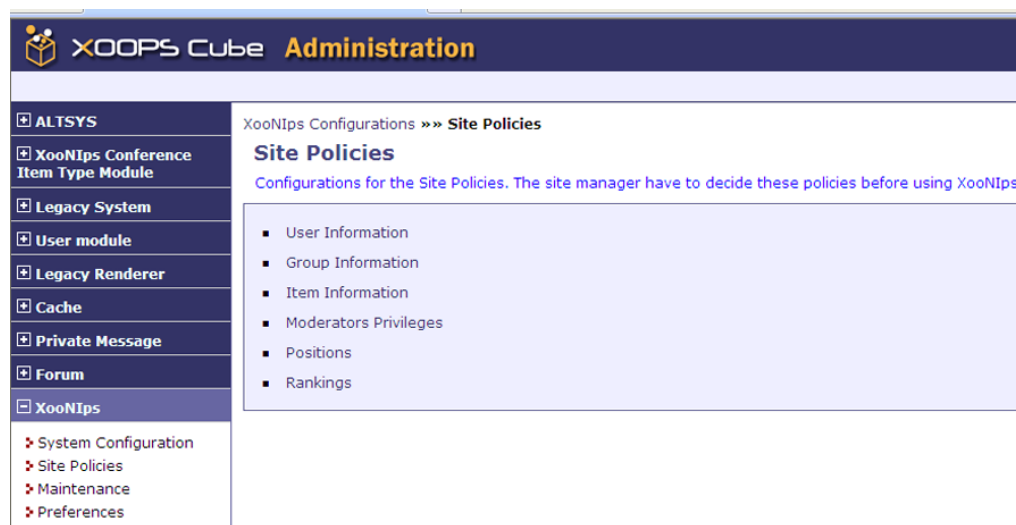 XOOPS Cube Administration
ALTSYS
XooNIps Conference
Item Type Module
Legacy System
User module
Legacy Renderer
Cache
Private Message
Forum
XooNIps
System Configuration
Site Policies
Maintenance
Preferences
XooNIps Configurations »» Site Policies
Site Policies
Configurations for the Site Policies. The site manager have to decide these policies before using XooNIps
User Information
Group Information
Item Information
Moderators Privileges
Positions
Rankings